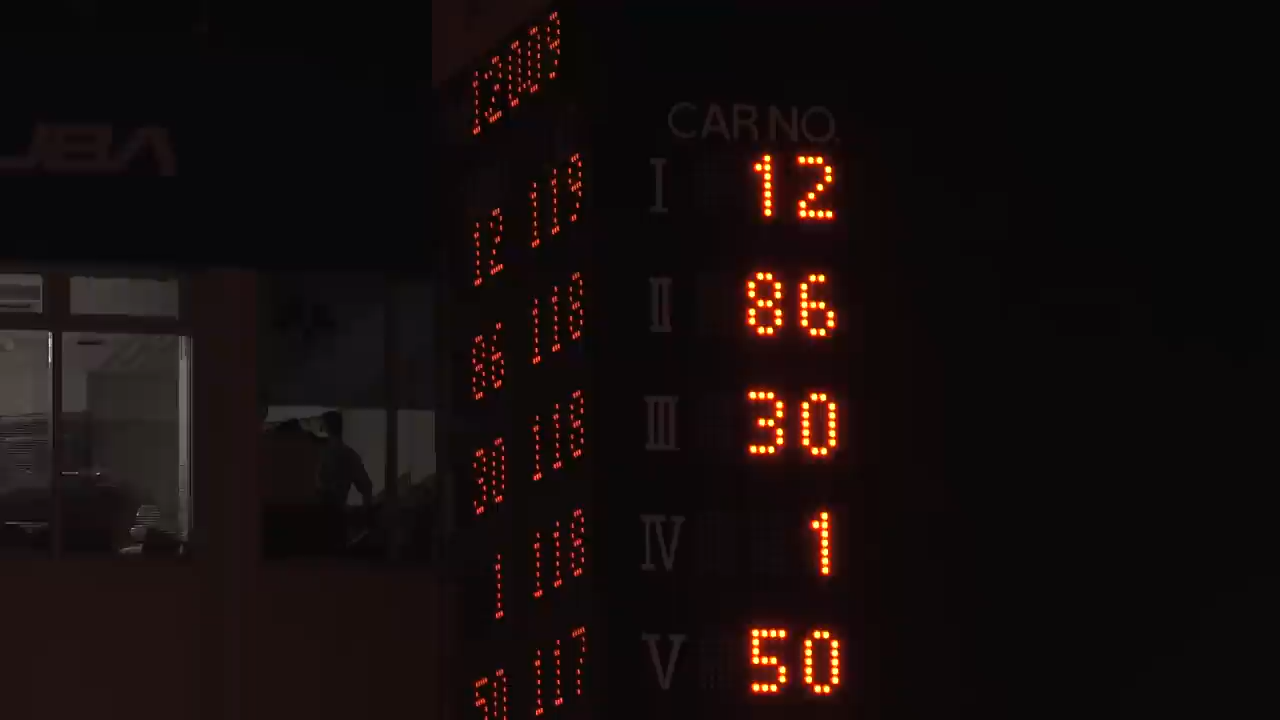 CAR NO.
I 12
II 86
III 30
IV 1
V 50
12 119
86 118
30 118
1 118
50 117